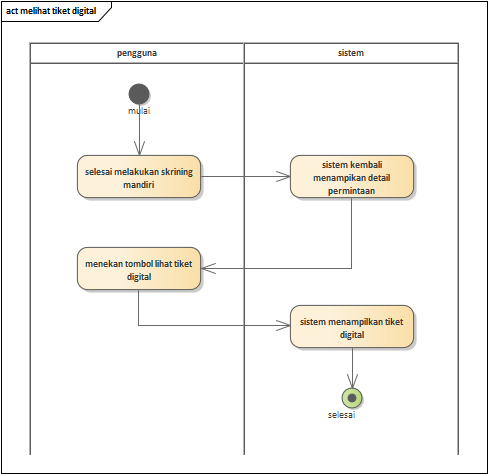 act melihat tiket digital
pengguna
sistem
mulai
selesai melakukan skrining
mandiri
sistem kembali
menampikan detail
permintaan
menekan tombol lihat tiket
digital
sistem menampilkan tiket
digital
selesai